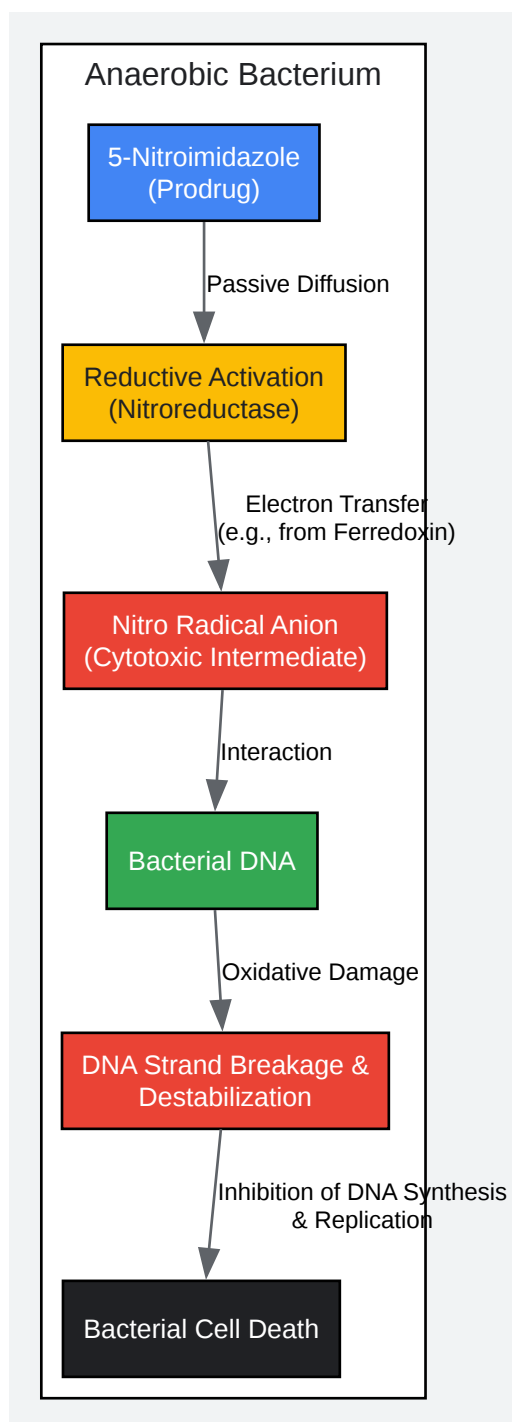 Anaerobic Bacterium
5-Nitroimidazole
(Prodrug)
Passive Diffusion
Reductive Activation
(Nitroreductase)
Electron Transfer
(e.g., from Ferredoxin)
Nitro Radical Anion
(Cytotoxic Intermediate)
Interaction
Bacterial DNA
Oxidative Damage
DNA Strand Breakage &
Destabilization
Inhibition of DNA Synthesis
& Replication
Bacterial Cell Death